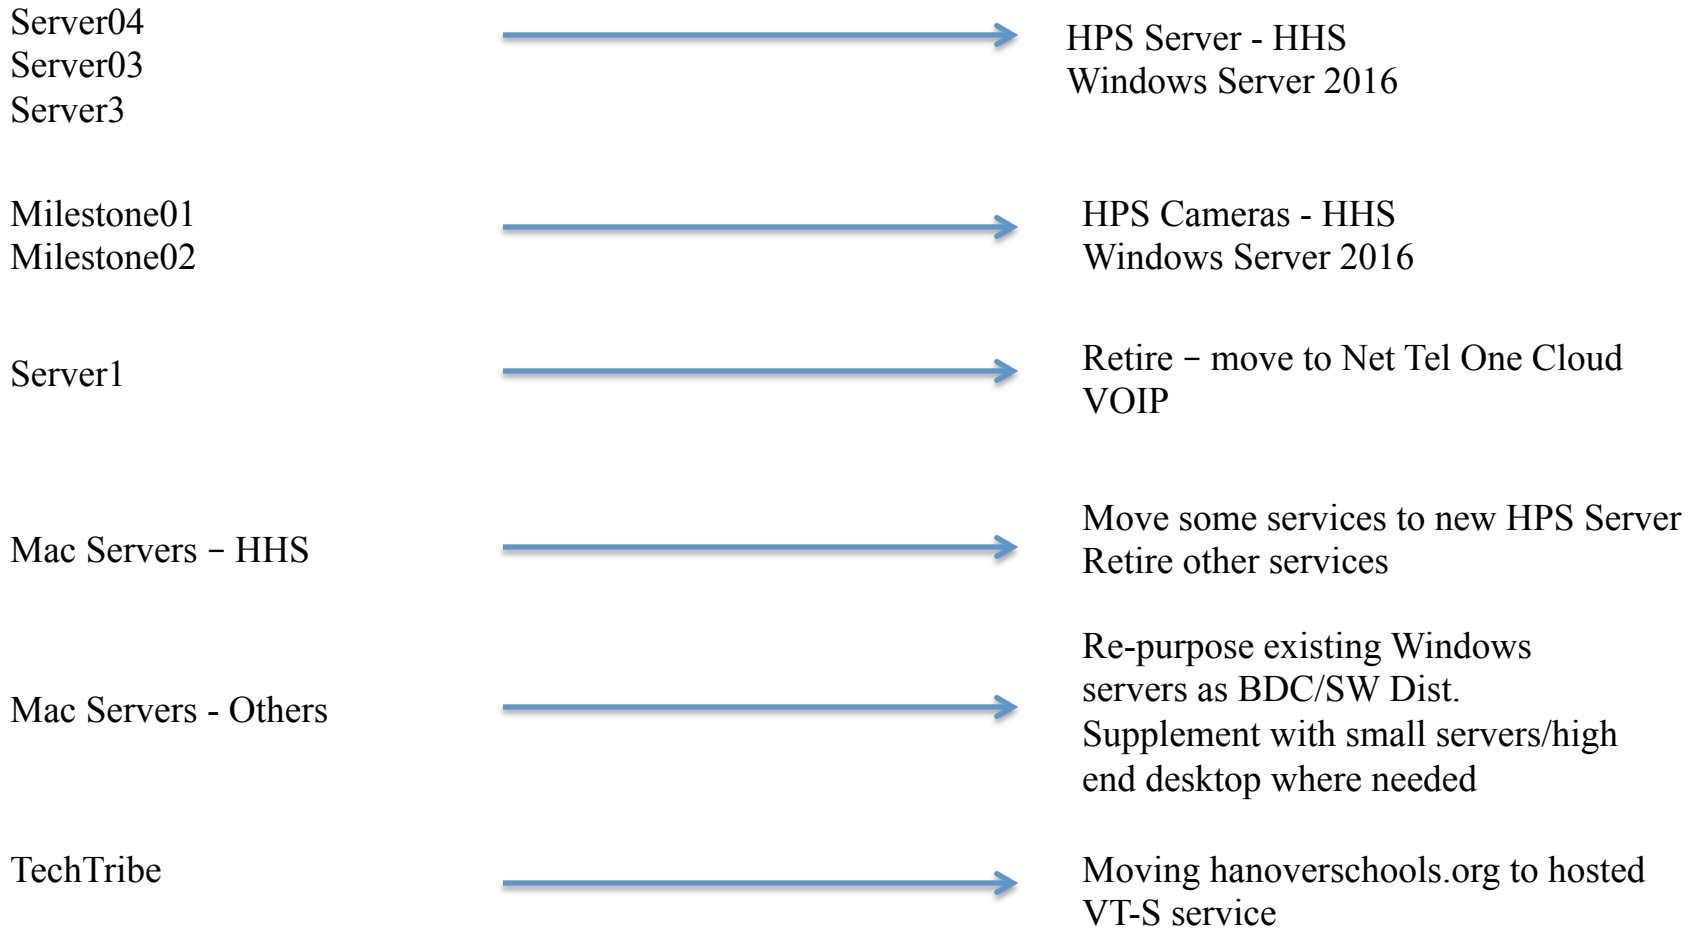 Server04
Server03
Server3
HPS Server - HHS
Windows Server 2016
Milestone01
Milestone02
HPS Cameras - HHS
Windows Server 2016
Server1
Retire – move to Net Tel One Cloud
VOIP
Mac Servers – HHS
Move some services to new HPS Server
Retire other services
Mac Servers - Others
Re-purpose existing Windows
servers as BDC/SW Dist.
Supplement with small servers/high
end desktop where needed
TechTribe
Moving hanoverschools.org to hosted
VT-S service